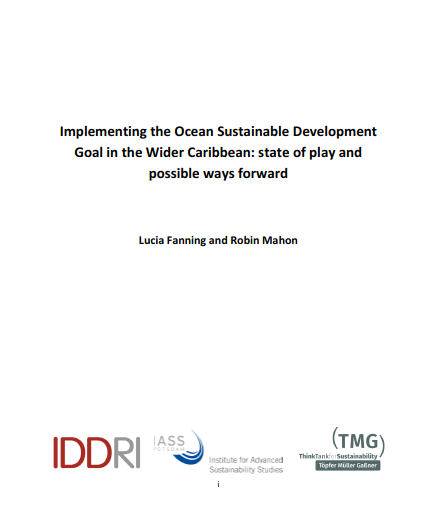 Implementing the Ocean Sustainable Development
Goal in the Wider Caribbean: state of play and
possible ways forward
Lucia Fanning and Robin Mahon
IDDRI
IASS
POTSDAM
Institute for Advanced
Sustainability Studies
(TMG)
ThinkTankforSustainability
Töpfer Müller Gaßner
i